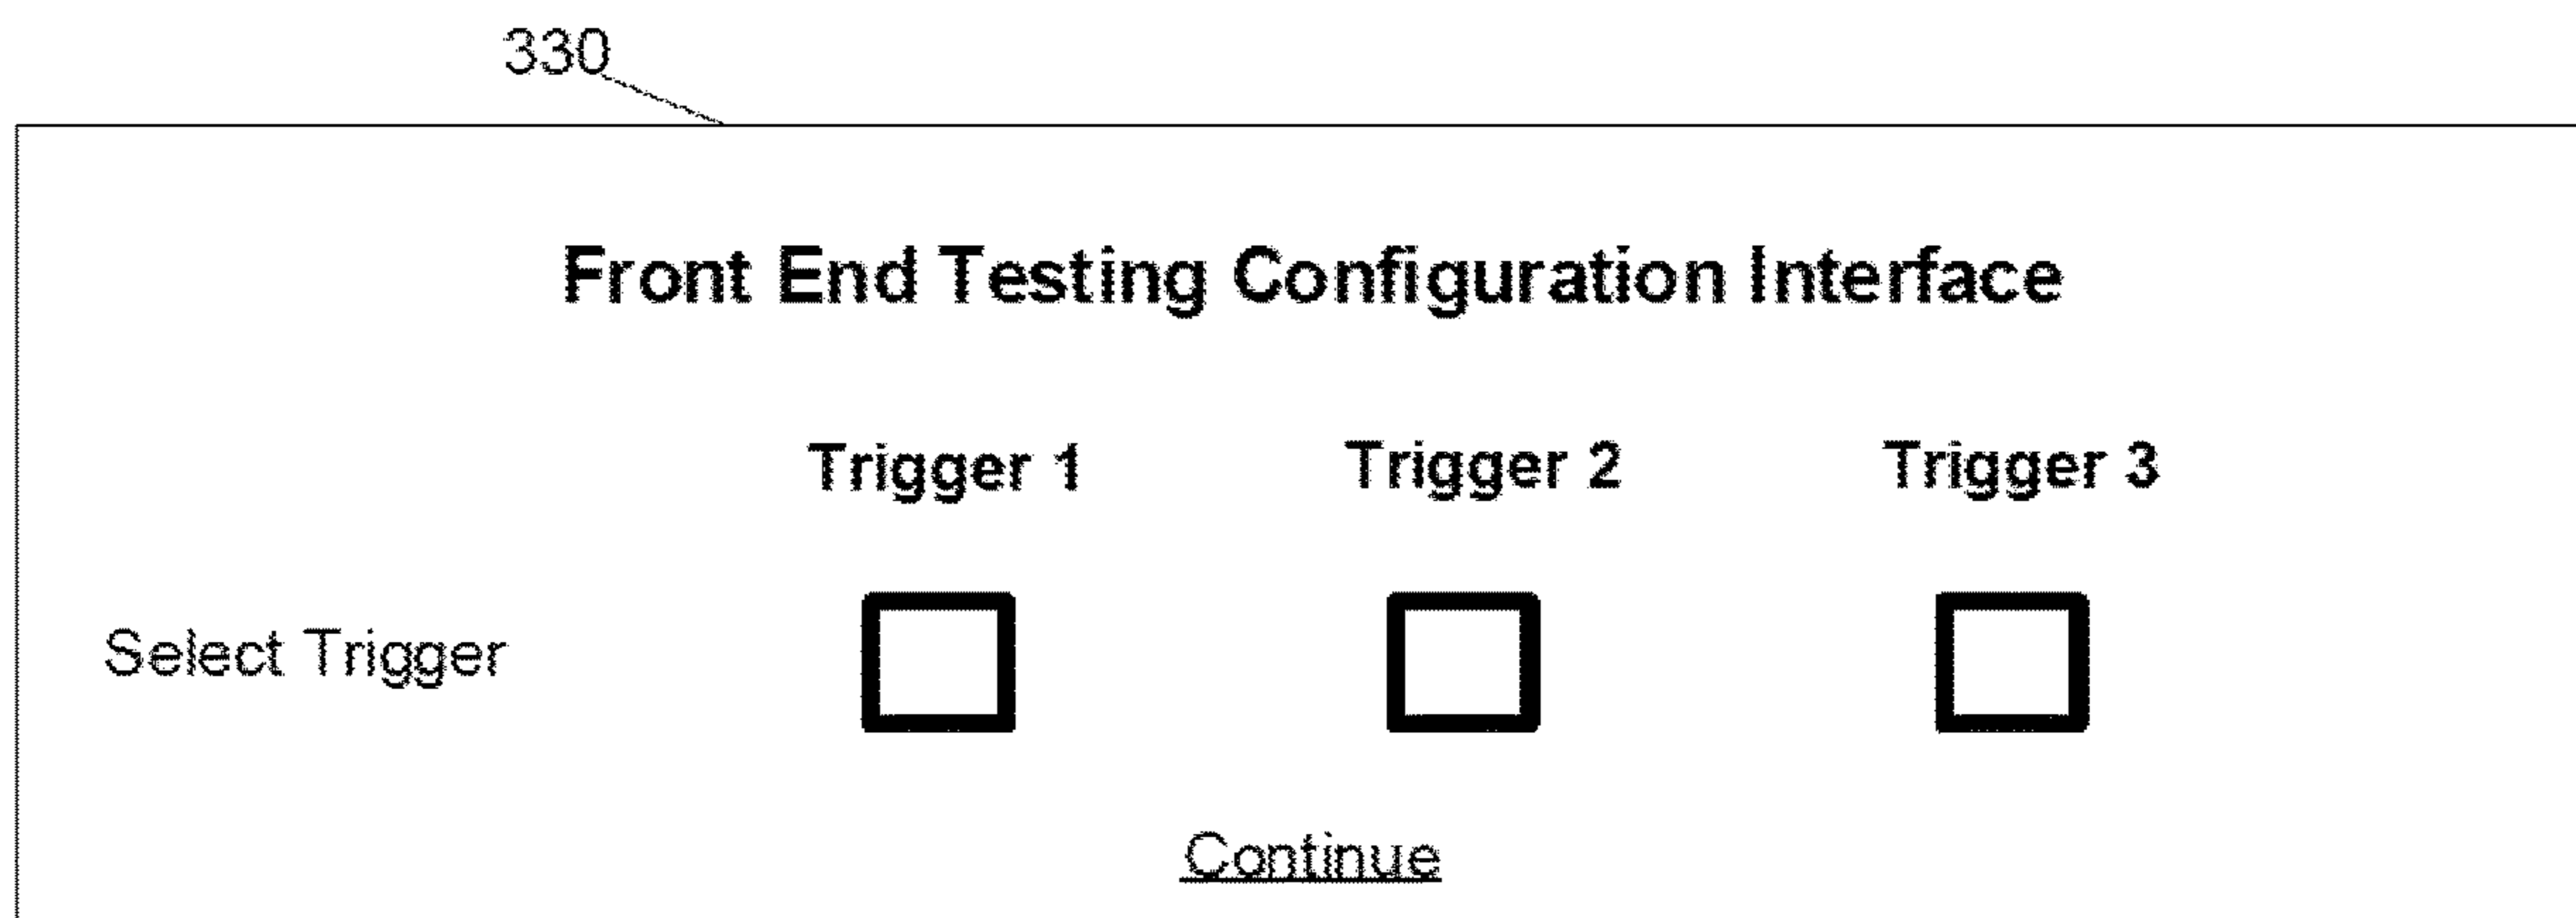 330
Front End Testing Configuration Interface
Trigger 1 Trigger 2 Trigger 3
Select Trigger
Continue